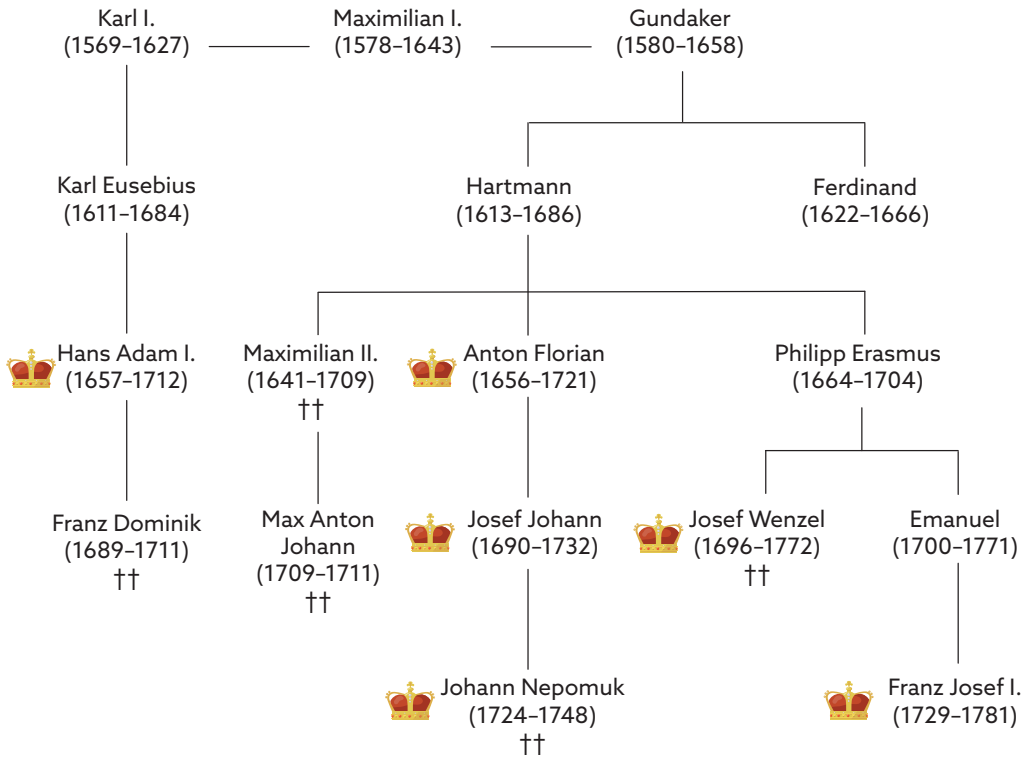 Karl I.
(1569–1627)
Maximilian I.
(1578–1643)
Gundaker
(1580–1658)
Karl Eusebius
(1611–1684)
Hartmann
(1613–1686)
Ferdinand
(1622–1666)
Hans Adam I.
(1657–1712)
Maximilian II.
(1641–1709)
††
Anton Florian
(1656–1721)
Philipp Erasmus
(1664–1704)
Franz Dominik
(1689–1711)
††
Max Anton
Johann
(1709–1711)
††
Josef Johann
(1690–1732)
Josef Wenzel
(1696–1772)
††
Emanuel
(1700–1771)
Johann Nepomuk
(1724–1748)
††
Franz Josef I.
(1729–1781)